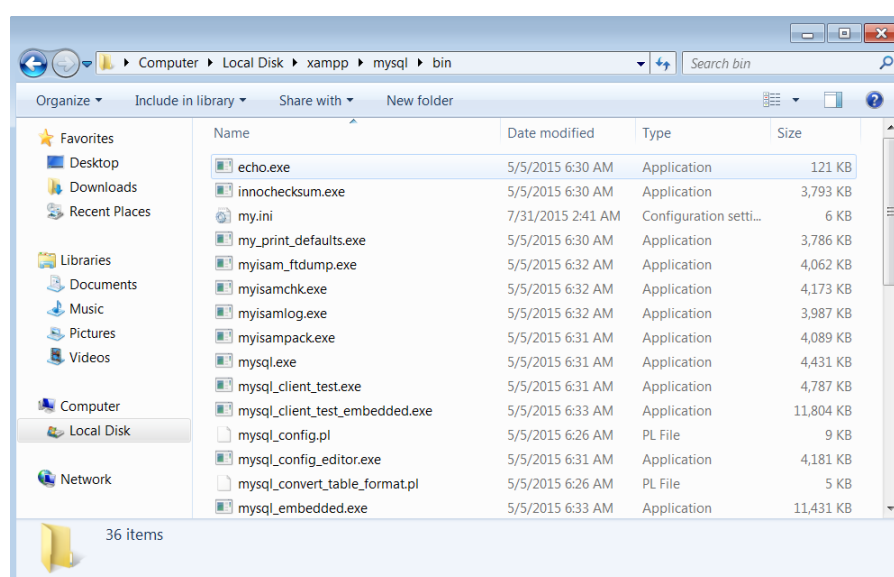 Computer Local Disk xampp mysql bin Search bin
Organize Include in library Share with New folder
Favorites
Desktop
Downloads
Recent Places
Libraries
Documents
Music
Pictures
Videos
Computer
Local Disk
Network
Name Date modified Type Size
echo.exe 5/5/2015 6:30 AM Application 121 KB
innochecksum.exe 5/5/2015 6:30 AM Application 3,793 KB
my.ini 7/31/2015 2:41 AM Configuration setti... 6 KB
my_print_defaults.exe 5/5/2015 6:30 AM Application 3,786 KB
myisam_ftdump.exe 5/5/2015 6:32 AM Application 4,062 KB
myisamchk.exe 5/5/2015 6:32 AM Application 4,173 KB
myisamlog.exe 5/5/2015 6:32 AM Application 3,987 KB
myisampack.exe 5/5/2015 6:31 AM Application 4,089 KB
mysql.exe 5/5/2015 6:31 AM Application 4,431 KB
mysql_client_test.exe 5/5/2015 6:31 AM Application 4,787 KB
mysql_client_test_embedded.exe 5/5/2015 6:33 AM Application 11,804 KB
mysql_config.pl 5/5/2015 6:26 AM PL File 9 KB
mysql_config_editor.exe 5/5/2015 6:31 AM Application 4,181 KB
mysql_convert_table_format.pl 5/5/2015 6:26 AM PL File 5 KB
mysql_embedded.exe 5/5/2015 6:33 AM Application 11,431 KB
36 items